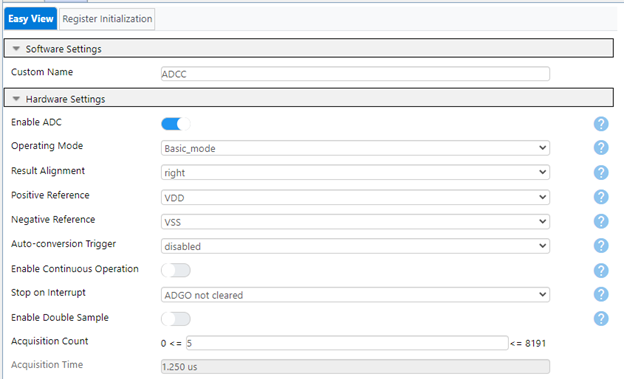 Easy View Register Initialization
Software Settings
Custom Name ADCC
Hardware Settings
Enable ADC ?
Operating Mode Basic_mode ?
Result Alignment right ?
Positive Reference VDD ?
Negative Reference VSS ?
Auto-conversion Trigger disabled ?
Enable Continuous Operation ?
Stop on Interrupt ADGO not cleared ?
Enable Double Sample ?
Acquisition Count 0 <= 5 <= 8191
Acquisition Time 1.250 us